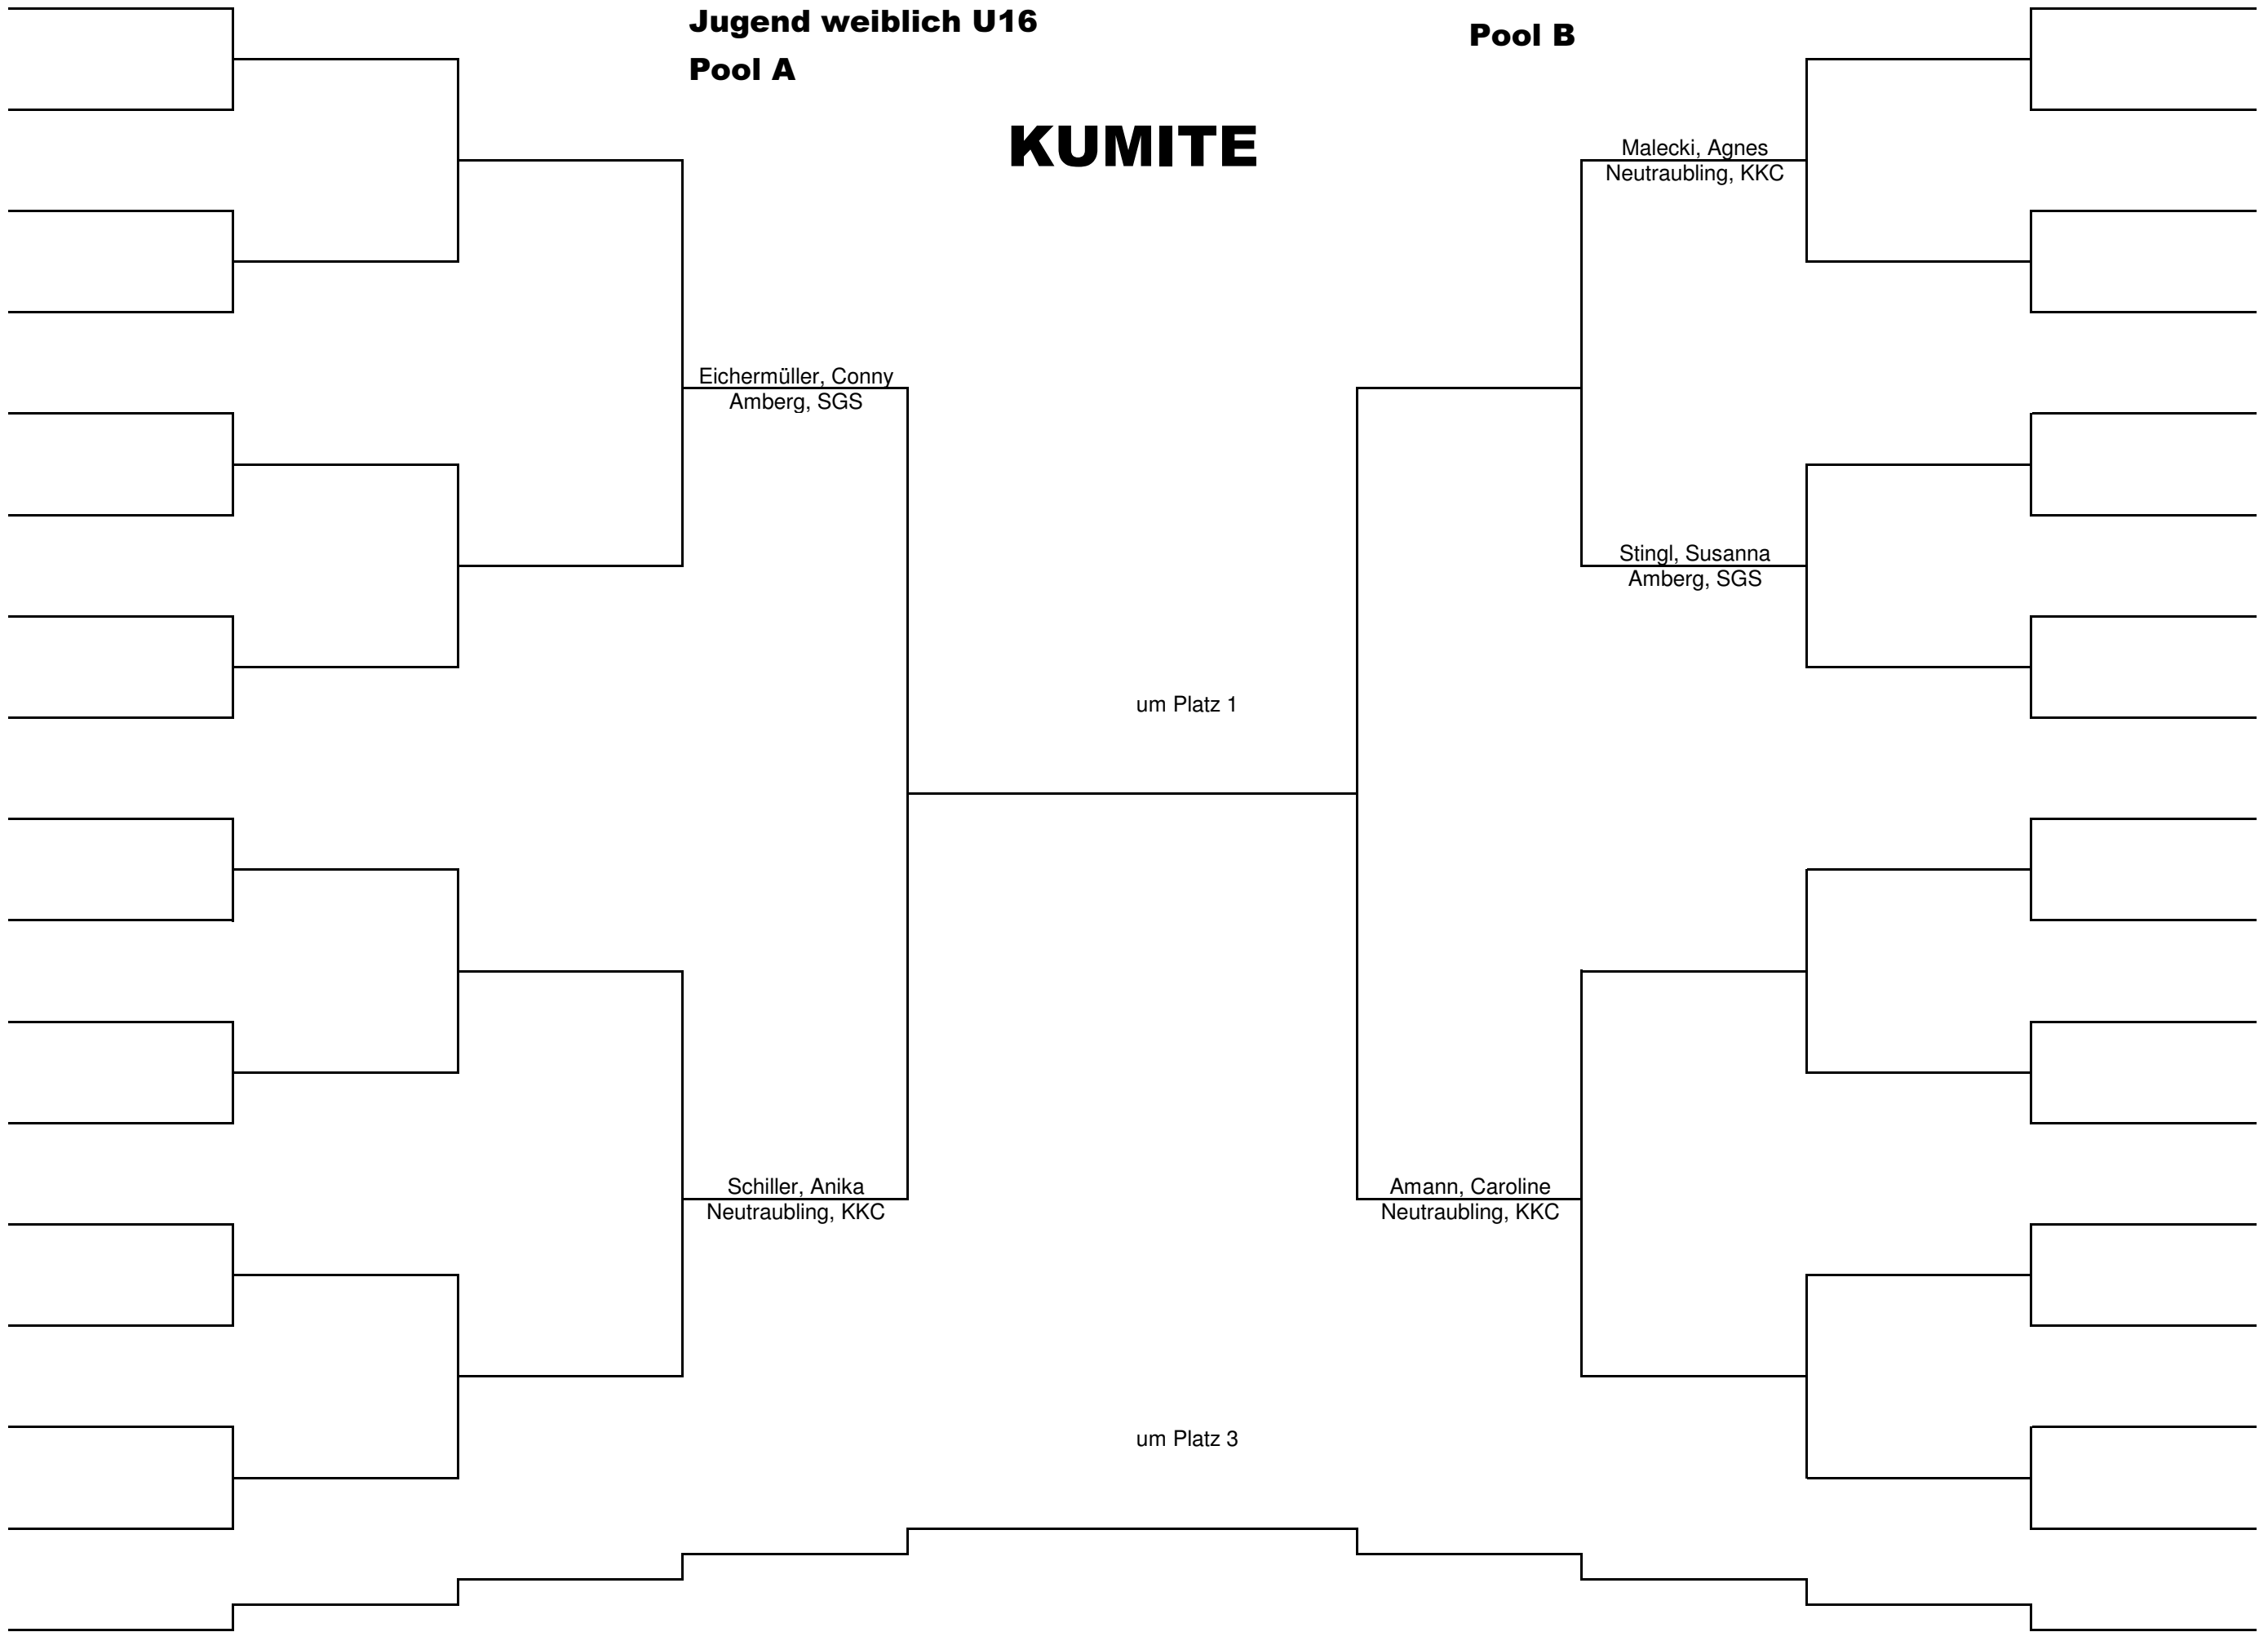 Jugend weiblich U16
Pool A
Pool B
KUMITE
Malecki, Agnes
Neutraubling, KKC
Eichermüller, Conny
Amberg, SGS
Stingl, Susanna
Amberg, SGS
um Platz 1
Schiller, Anika
Neutraubling, KKC
Amann, Caroline
Neutraubling, KKC
um Platz 3